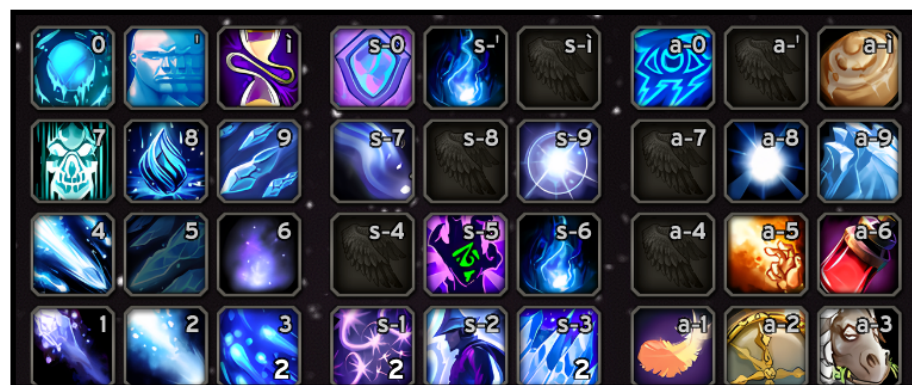 0 ' ì s-0 s-' s-ì a-0 a-' a-ì
7 8 9 s-7 s-8 s-9 a-7 a-8 a-9
4 5 6 s-4 s-5 s-6 a-4 a-5 a-6
1 2 3 s-1 s-2 s-3 a-1 a-2 a-3
2 2 2